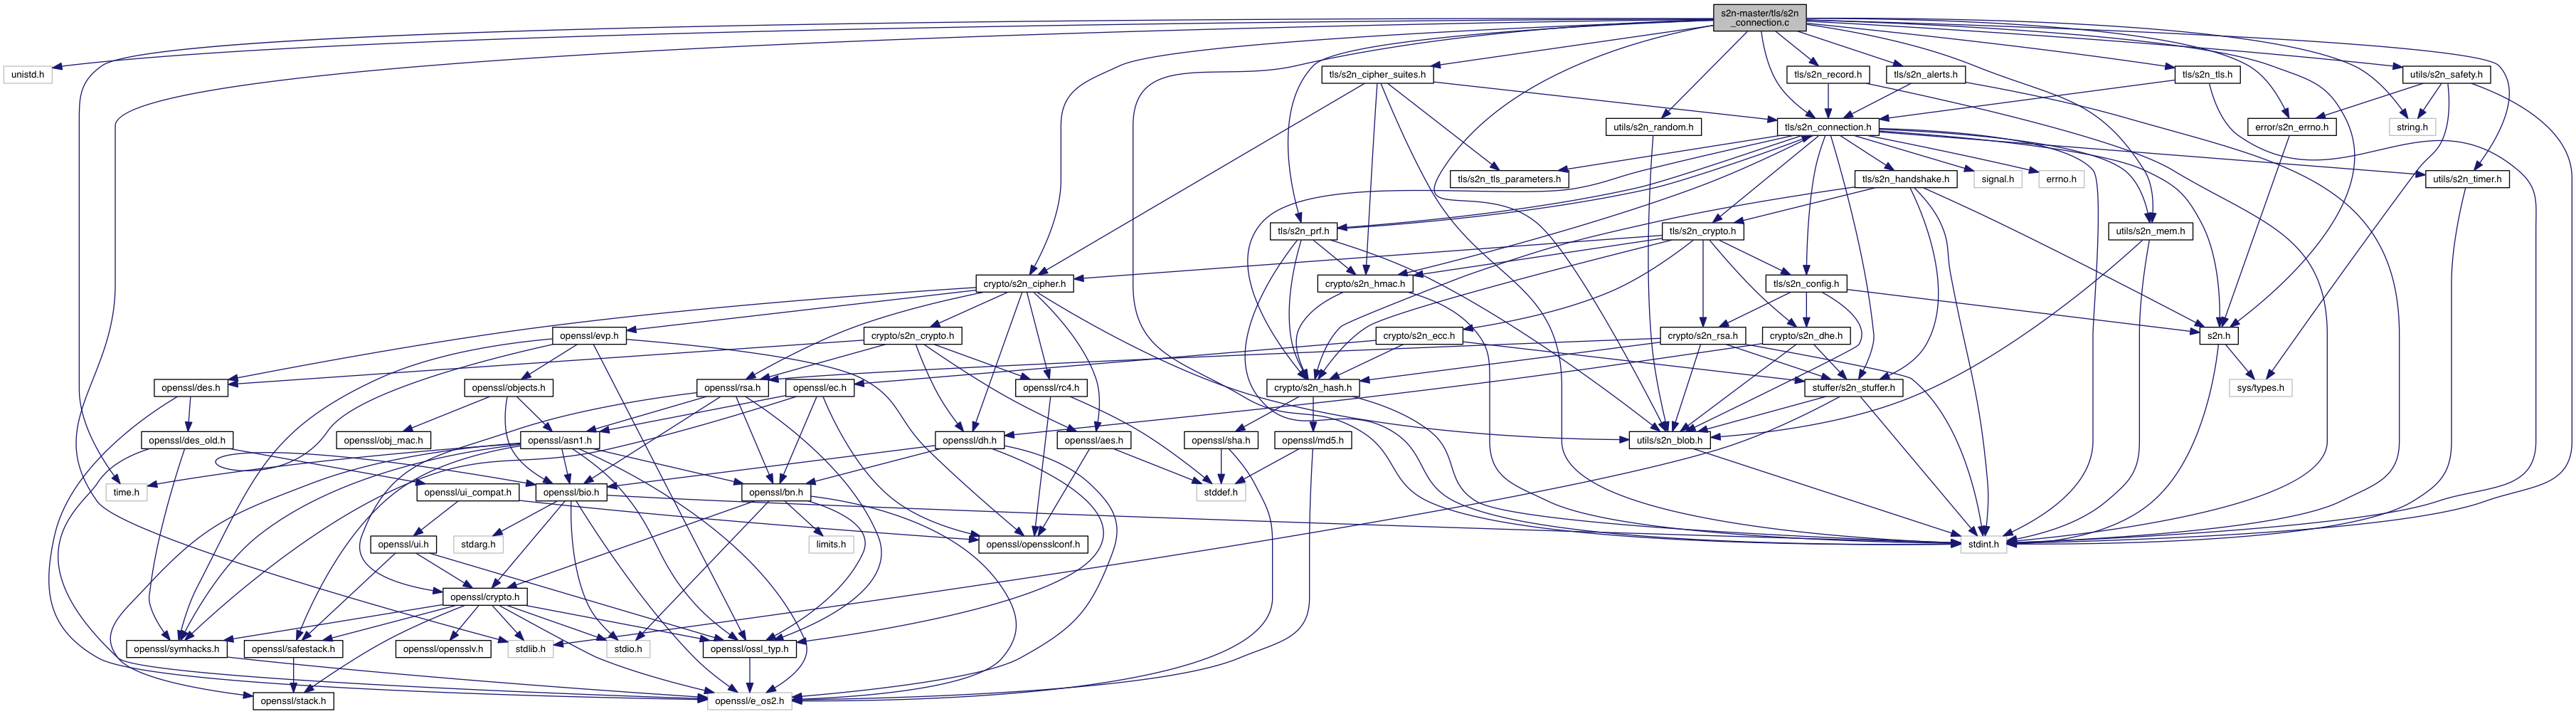 s2n-master/tls/s2n
_connection.c
unistd.h
tls/s2n_cipher_suites.h
tls/s2n_record.h
tls/s2n_alerts.h
tls/s2n_tls.h
utils/s2n_safety.h
utils/s2n_random.h
tls/s2n_connection.h
error/s2n_errno.h
string.h
tls/s2n_tls_parameters.h
tls/s2n_handshake.h
signal.h
errno.h
utils/s2n_timer.h
tls/s2n_prf.h
tls/s2n_crypto.h
utils/s2n_mem.h
crypto/s2n_cipher.h
crypto/s2n_hmac.h
tls/s2n_config.h
openssl/evp.h
crypto/s2n_crypto.h
crypto/s2n_ecc.h
crypto/s2n_rsa.h
crypto/s2n_dhe.h
s2n.h
openssl/des.h
openssl/objects.h
openssl/rsa.h
openssl/ec.h
openssl/rc4.h
crypto/s2n_hash.h
stuffer/s2n_stuffer.h
sys/types.h
openssl/des_old.h
openssl/obj_mac.h
openssl/asn1.h
openssl/dh.h
openssl/aes.h
openssl/sha.h
openssl/md5.h
utils/s2n_blob.h
time.h
openssl/ui_compat.h
openssl/bio.h
openssl/bn.h
stddef.h
openssl/ui.h
stdarg.h
limits.h
openssl/opensslconf.h
stdint.h
openssl/crypto.h
openssl/symhacks.h
openssl/safestack.h
openssl/opensslv.h
stdlib.h
stdio.h
openssl/ossl_typ.h
openssl/stack.h
openssl/e_os2.h